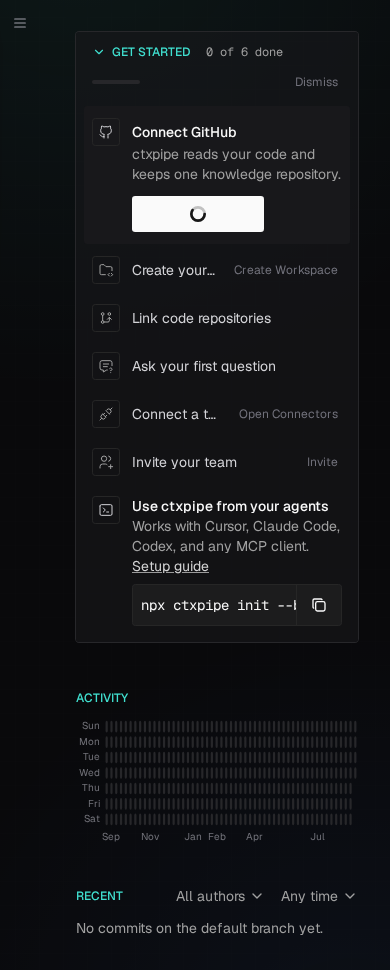 GET STARTED 0 of 6 done
Dismiss
Connect GitHub
ctxpipe reads your code and
keeps one knowledge repository.
Create your... Create Workspace
Link code repositories
Ask your first question
Connect a t... Open Connectors
Invite your team Invite
Use ctxpipe from your agents
Works with Cursor, Claude Code,
Codex, and any MCP client.
Setup guide
npx ctxpipe init --
ACTIVITY
Sun
Mon
Tue
Wed
Thu
Fri
Sat
Sep Nov Jan Feb Apr Jul
RECENT All authors Any time
No commits on the default branch yet.